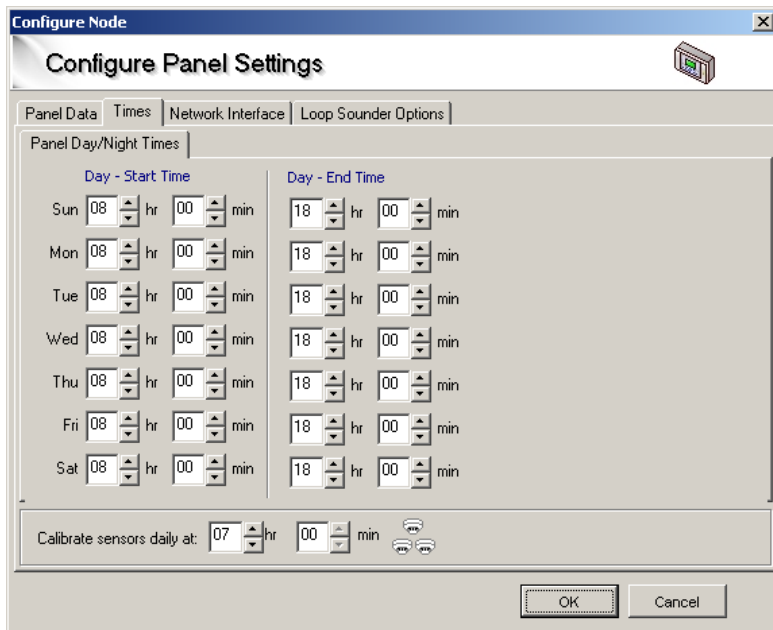 Configure Node
Configure Panel Settings
Panel Data Times Network Interface Loop Sounder Options
Panel Day/Night Times
Day - Start Time Day - End Time
Sun 08 hr 00 min 18 hr 00 min
Mon 08 hr 00 min 18 hr 00 min
Tue 08 hr 00 min 18 hr 00 min
Wed 08 hr 00 min 18 hr 00 min
Thu 08 hr 00 min 18 hr 00 min
Fri 08 hr 00 min 18 hr 00 min
Sat 08 hr 00 min 18 hr 00 min
Calibrate sensors daily at: 07 hr 00 min
OK Cancel